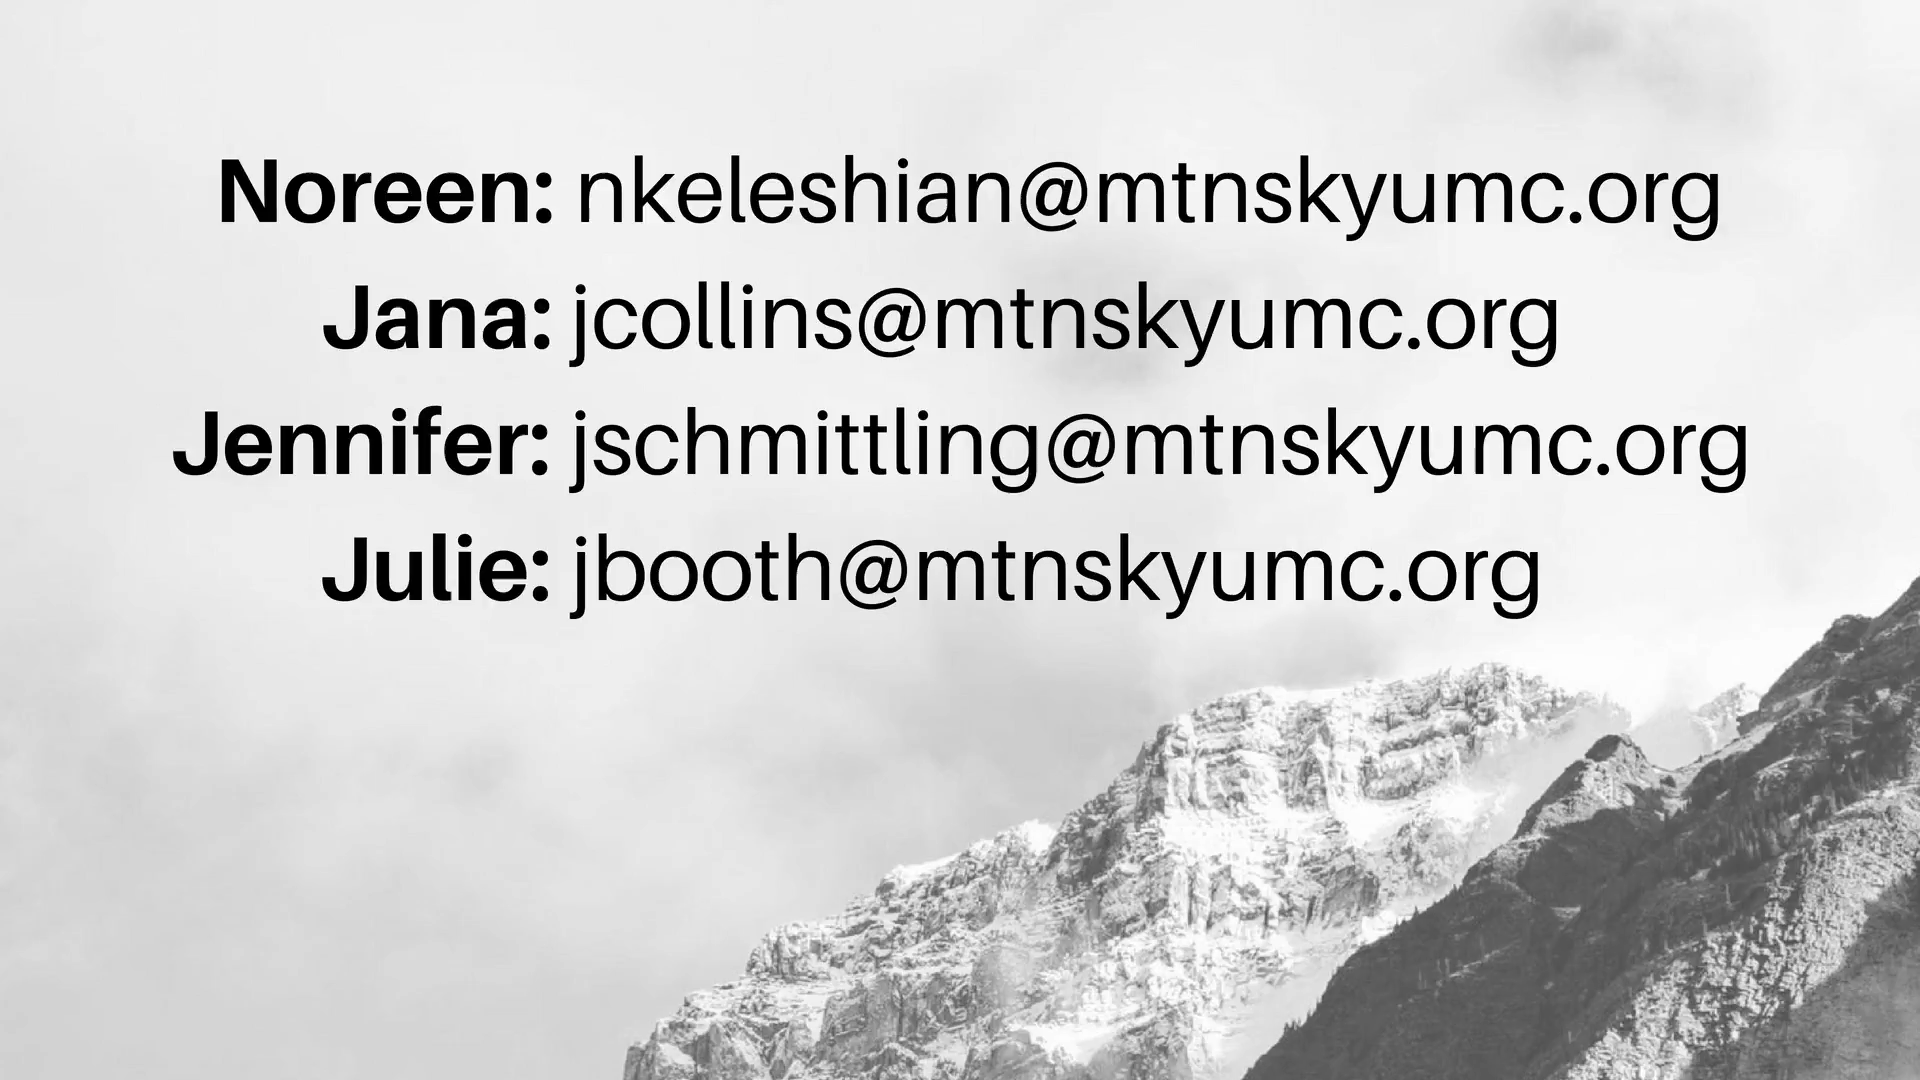 Noreen: nkeleshian@mtnskyumc.org
Jana: jcollins@mtnskyumc.org
Jennifer: jschmittling@mtnskyumc.org
Julie: jbooth@mtnskyumc.org